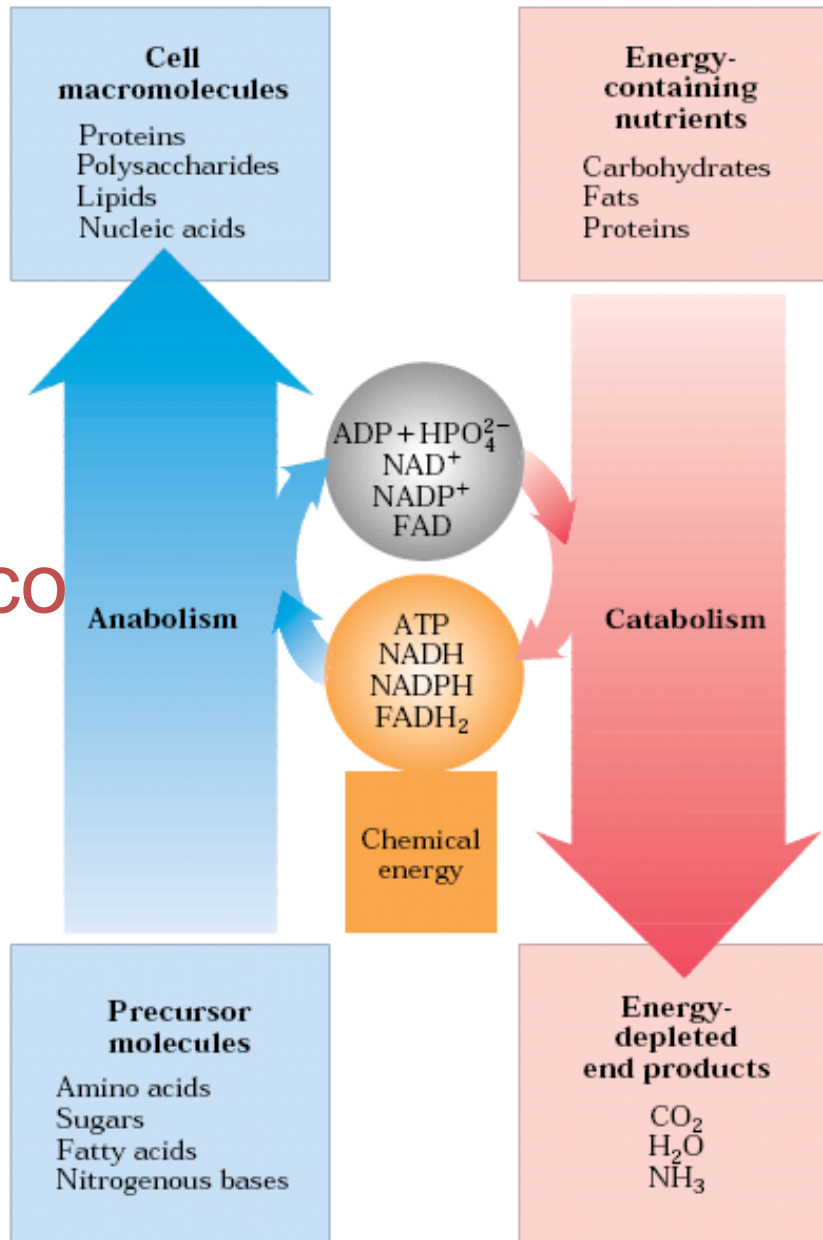 Cell
macromolecules
Proteins
Polysaccharides
Lipids
Nucleic acids
Energy-
containing
nutrients
Carbohydrates
Fats
Proteins
ADP + HPO₄²⁻
NAD⁺
NADP⁺
FAD
co
Anabolism
ATP
NADH
NADPH
FADH₂
Catabolism
Chemical
energy
Precursor
molecules
Amino acids
Sugars
Fatty acids
Nitrogenous bases
Energy-
depleted
end products
CO₂
H₂O
NH₃